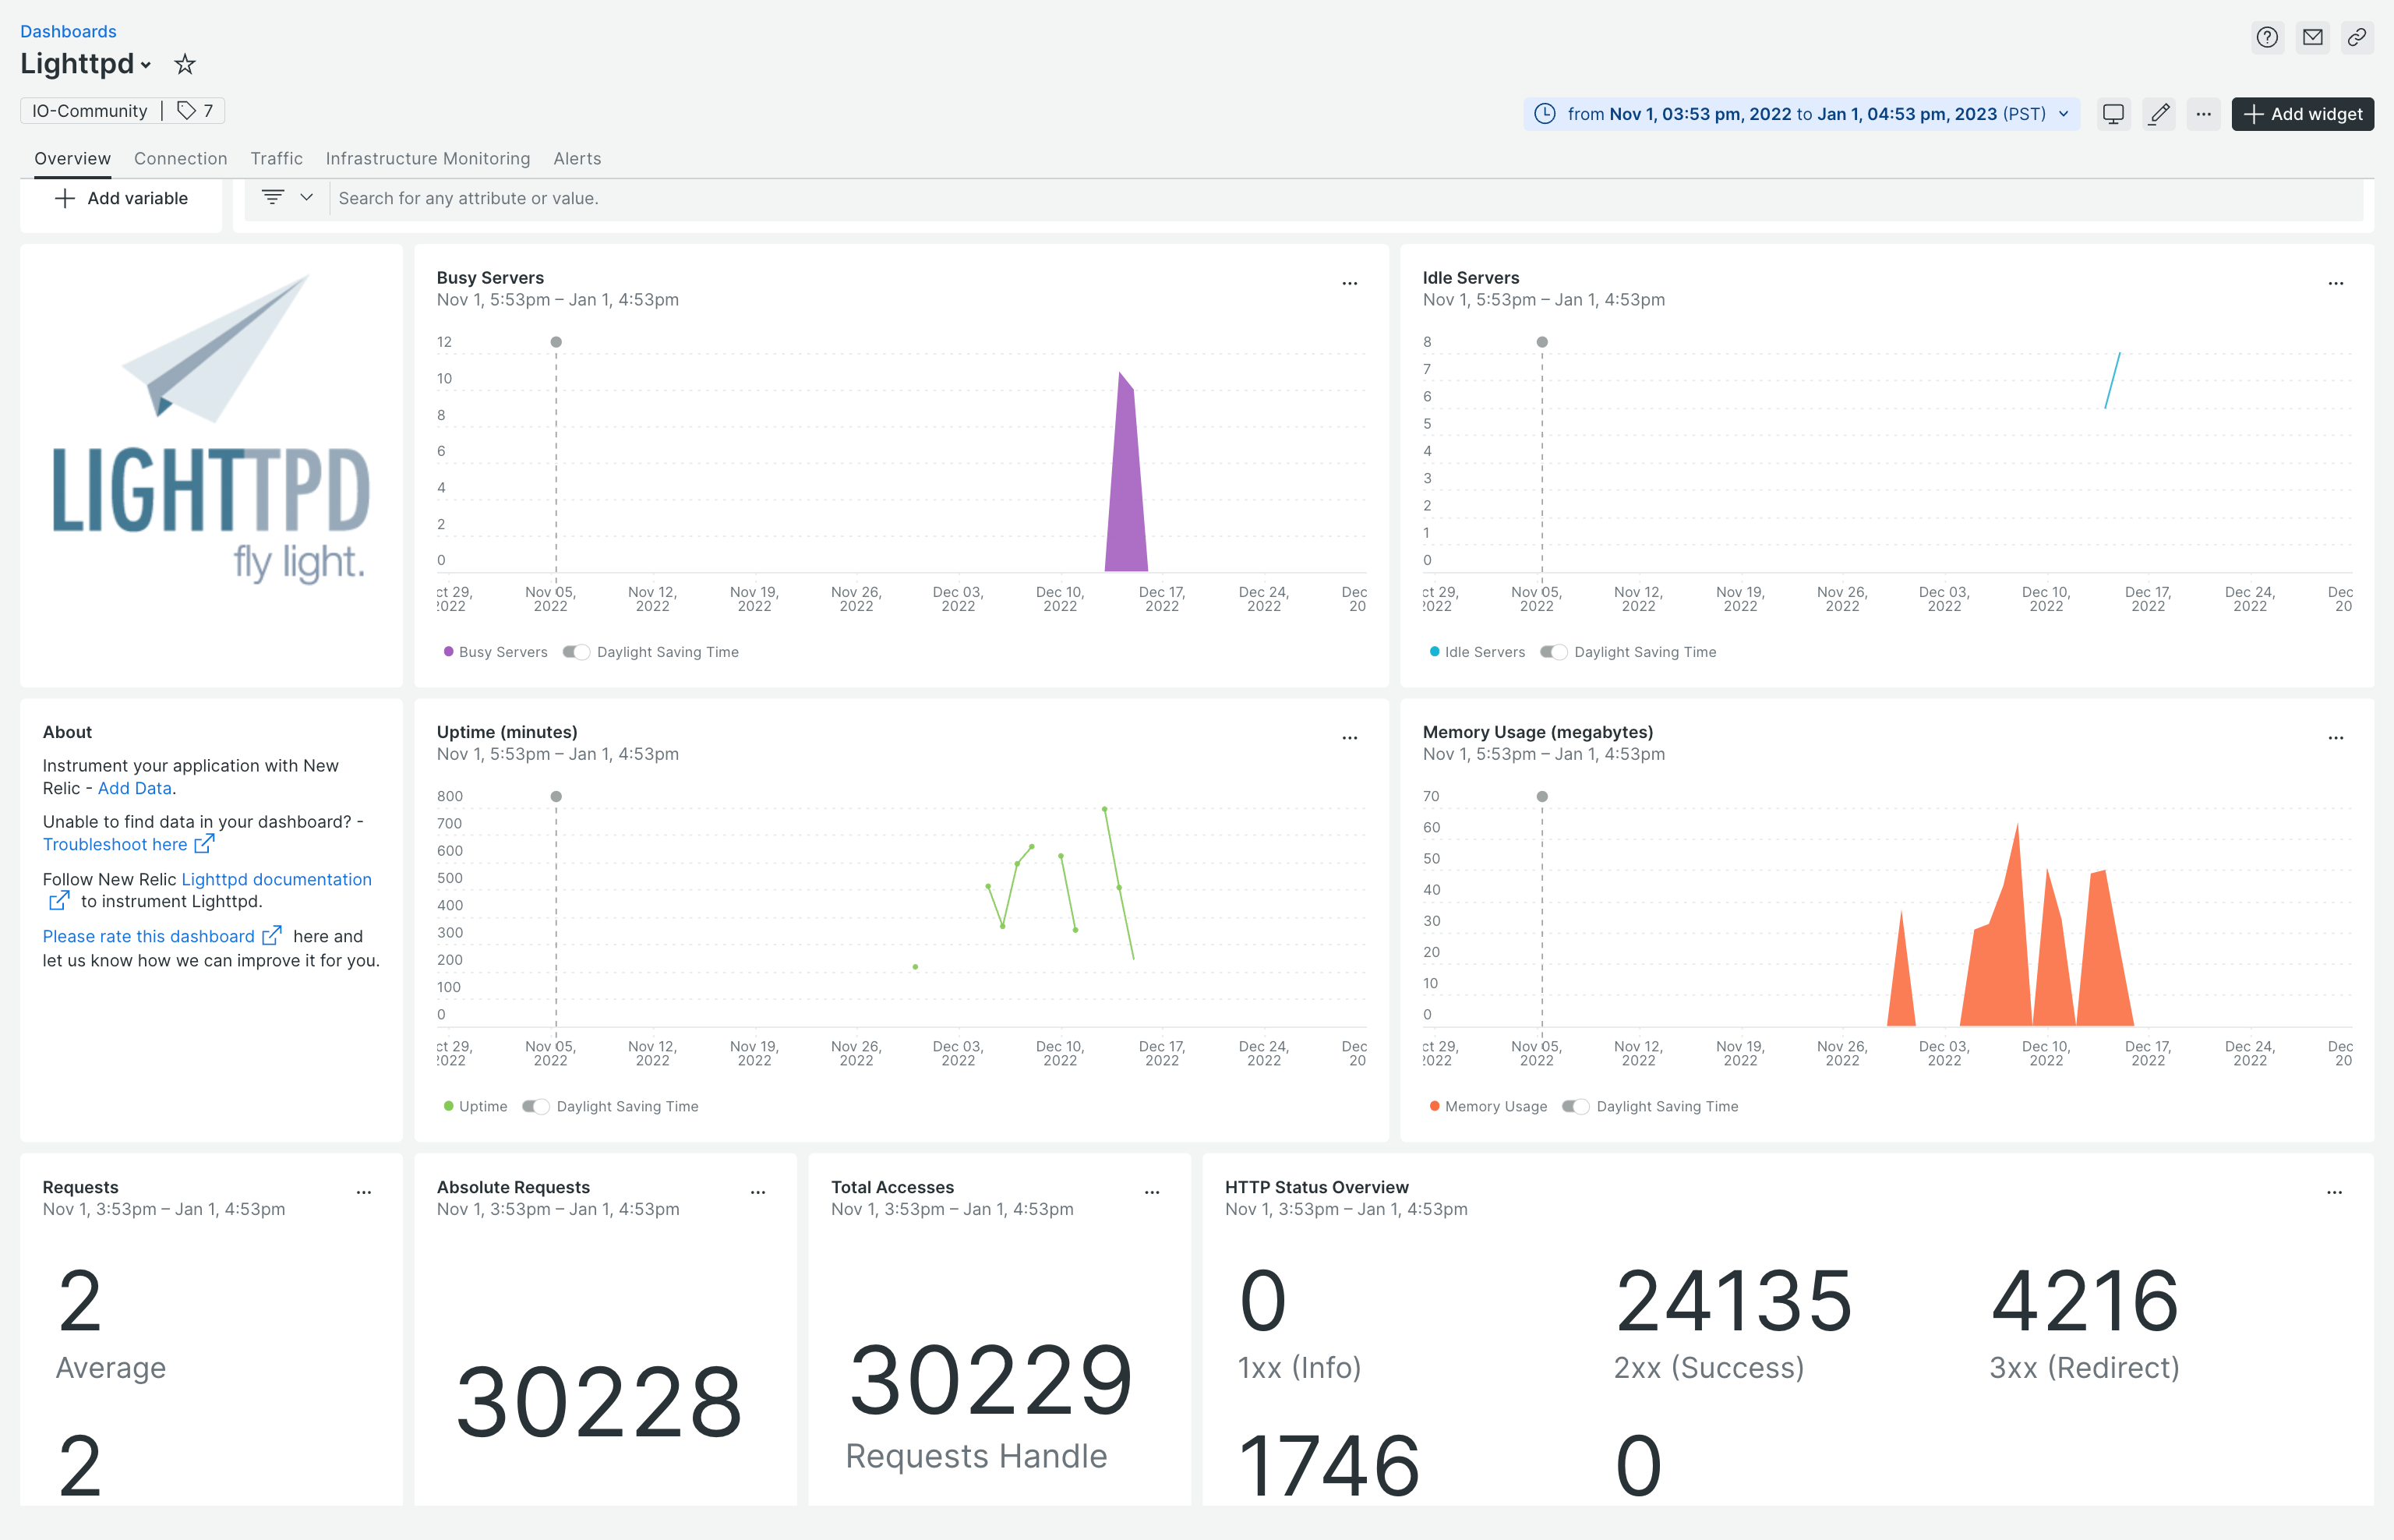 Dashboards
Lighttpd
IO-Community | 7
from Nov 1, 03:53 pm, 2022 to Jan 1, 04:53 pm, 2023 (PST)
+ Add widget
Overview Connection Traffic Infrastructure Monitoring Alerts
+ Add variable
Search for any attribute or value.
LIGHTTPD
fly light.
Busy Servers
Nov 1, 5:53pm – Jan 1, 4:53pm
12
10
8
6
4
2
0
ct 29, Nov 05, Nov 12, Nov 19, Nov 26, Dec 03, Dec 10, Dec 17, Dec 24, Dec
2022 2022 2022 2022 2022 2022 2022 2022 2022 20
Busy Servers Daylight Saving Time
Idle Servers
Nov 1, 5:53pm – Jan 1, 4:53pm
8
7
6
5
4
3
2
1
0
ct 29, Nov 05, Nov 12, Nov 19, Nov 26, Dec 03, Dec 10, Dec 17, Dec 24, Dec
2022 2022 2022 2022 2022 2022 2022 2022 2022 20
Idle Servers Daylight Saving Time
About
Instrument your application with New
Relic - Add Data.
Unable to find data in your dashboard? -
Troubleshoot here
Follow New Relic Lighttpd documentation
to instrument Lighttpd.
Please rate this dashboard here and
let us know how we can improve it for you.
Uptime (minutes)
Nov 1, 5:53pm – Jan 1, 4:53pm
800
700
600
500
400
300
200
100
0
ct 29, Nov 05, Nov 12, Nov 19, Nov 26, Dec 03, Dec 10, Dec 17, Dec 24, Dec
2022 2022 2022 2022 2022 2022 2022 2022 2022 20
Uptime Daylight Saving Time
Memory Usage (megabytes)
Nov 1, 5:53pm – Jan 1, 4:53pm
70
60
50
40
30
20
10
0
ct 29, Nov 05, Nov 12, Nov 19, Nov 26, Dec 03, Dec 10, Dec 17, Dec 24, Dec
2022 2022 2022 2022 2022 2022 2022 2022 2022 20
Memory Usage Daylight Saving Time
Requests
Nov 1, 3:53pm – Jan 1, 4:53pm
2
Average
2
Absolute Requests
Nov 1, 3:53pm – Jan 1, 4:53pm
30228
Total Accesses
Nov 1, 3:53pm – Jan 1, 4:53pm
30229
Requests Handle
HTTP Status Overview
Nov 1, 3:53pm – Jan 1, 4:53pm
0 24135 4216
1xx (Info) 2xx (Success) 3xx (Redirect)
1746 0